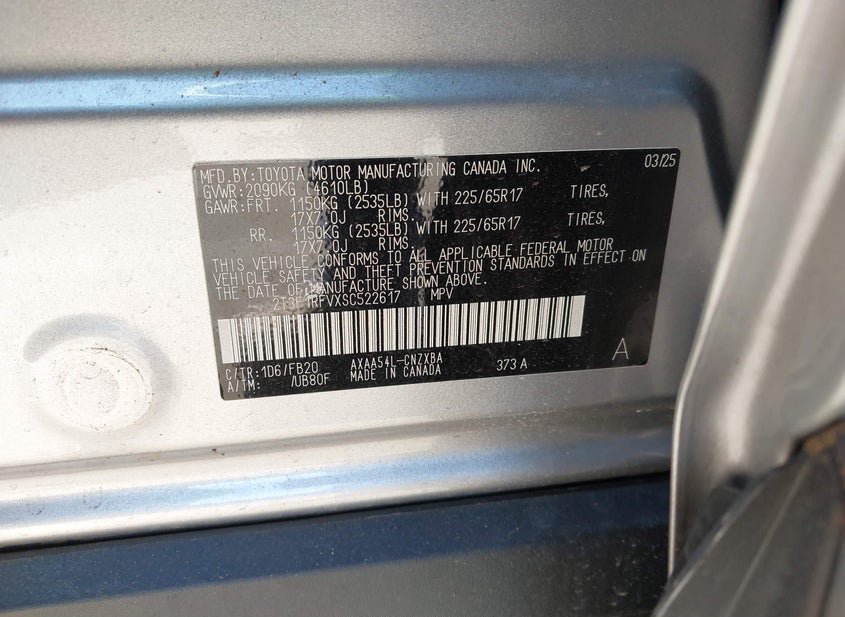 MFD.BY:TOYOTA MOTOR MANUFACTURING CANADA INC. 03/25
GVWR:2090KG (4610LB)
GAWR:FRT. 1150KG (2535LB) WITH 225/65R17 TIRES,
17X7.0J RIMS.
RR. 1150KG (2535LB) WITH 225/65R17 TIRES,
17X7.0J RIMS.
THIS VEHICLE CONFORMS TO ALL APPLICABLE FEDERAL MOTOR
VEHICLE SAFETY AND THEFT PREVENTION STANDARDS IN EFFECT ON
THE DATE OF MANUFACTURE SHOWN ABOVE.
MPV
C/TR:1D6/FB20 AXAA54L-CNZXBA 373 A A
A/TM: /UB80F MADE IN CANADA